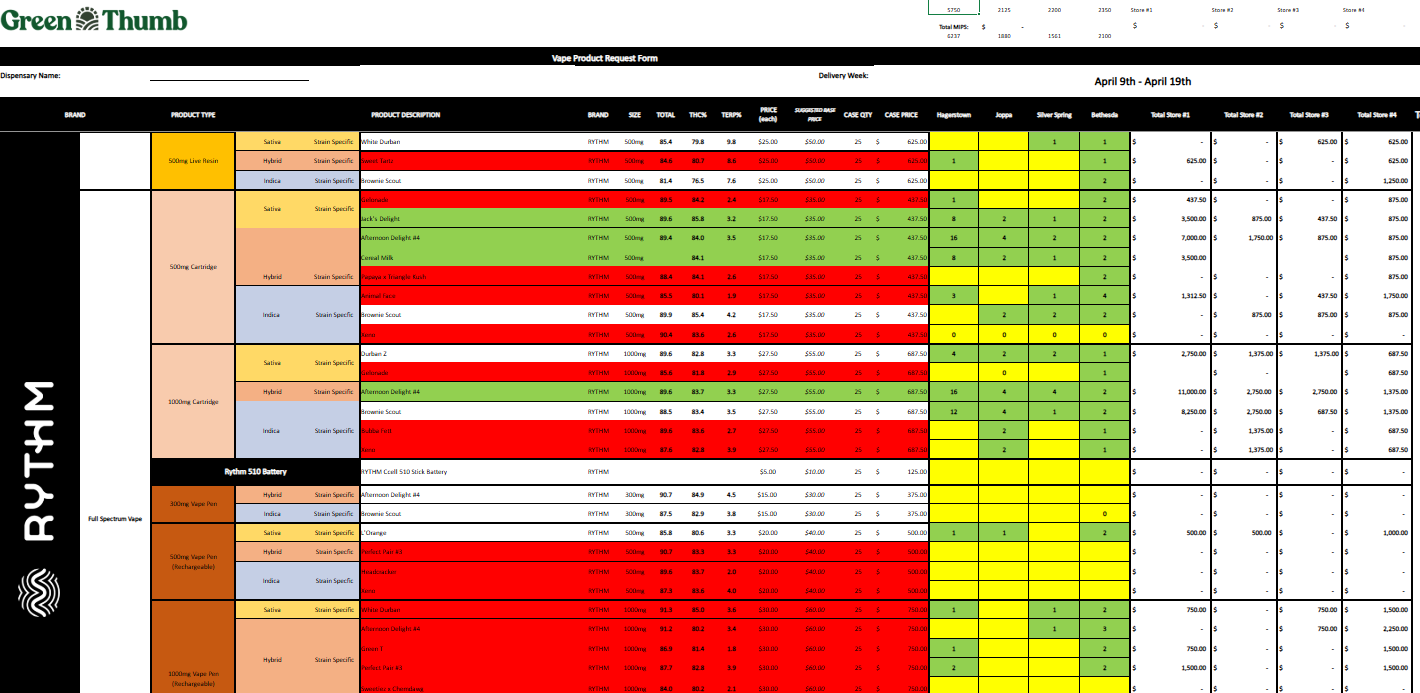 5750 2125 2200 2350 Store #1 Store #2 Store #3 Store #4
Green Thumb
Total MIPS: $ - $ - $ - $ - $ -
6237 1880 1561 2100
Vape Product Request Form
Dispensary Name: Delivery Week: April 9th - April 19th
BRAND PRODUCT TYPE PRODUCT DESCRIPTION BRAND SIZE TOTAL THC% TERP% PRICE (each) SUGGESTED BASE PRICE CASE QTY CASE PRICE Hagerstown Joppa Silver Spring Bethesda Total Store #1 Total Store #2 Total Store #3 Total Store #4
RYTHM
Full Spectrum Vape
500mg Live Resin
Sativa Strain Specific White Durban RYTHM 500mg 85.4 79.8 9.8 $25.00 $50.00 25 $ 625.00 1 1 $ - $ - $ 625.00 $ 625.00
Hybrid Strain Specific Sweet Tartz RYTHM 500mg 80.7 $25.00 $50.00 25 $ 625.00 1 1 $ 625.00 $ - $ - $ 625.00
Indica Strain Specific Brownie Scout RYTHM 500mg 81.4 76.5 7.6 $25.00 $50.00 25 $ 625.00 2 $ - $ - $ - $ 1,250.00
500mg Cartridge
Sativa Strain Specific
Gelonade RYTHM 500mg 84.2 2.4 $17.50 $35.00 25 $ 437.50 1 2 $ 437.50 $ - $ - $ 875.00
Jack's Delight RYTHM 500mg 89.6 85.8 3.2 $17.50 $35.00 25 $ 437.50 8 2 1 2 $ 3,500.00 $ 875.00 $ 437.50 $ 875.00
Afternoon Delight #4 RYTHM 500mg 89.4 84.0 3.5 $17.50 $35.00 25 $ 437.50 16 4 2 2 $ 7,000.00 $ 1,750.00 $ 875.00 $ 875.00
Cereal Milk RYTHM 500mg 84.1 $17.50 $35.00 25 $ 437.50 8 2 1 2 $ 3,500.00 $ 875.00
Hybrid Strain Specific Papaya x Triangle Kush RYTHM 500mg 88.4 84.1 2.6 $17.50 $35.00 25 $ 437.50 2 $ - $ - $ - $ 875.00
Animal Face RYTHM 500mg 85.5 80.1 1.9 $17.50 $35.00 25 $ 437.50 3 1 4 $ 1,312.50 $ - $ 437.50 $ 1,750.00
Indica Strain Specific Brownie Scout RYTHM 500mg 89.9 85.4 4.2 $17.50 $35.00 25 $ 437.50 2 2 2 $ - $ 875.00 $ 875.00 $ 875.00
Xeno RYTHM 500mg 90.4 83.6 2.6 $17.50 $35.00 25 $ 437.50 0 0 0 0 $ - $ - $ - $ -
1000mg Cartridge
Sativa Strain Specific
Durban Z RYTHM 1000mg 89.6 82.8 3.3 $27.50 $55.00 25 $ 687.50 4 2 2 1 $ 2,750.00 $ 1,375.00 $ 1,375.00 $ 687.50
Gelonade RYTHM 1000mg 85.6 81.8 2.9 $27.50 $55.00 25 $ 687.50 0 1 $ - $ - $ 687.50
Hybrid Strain Specific Afternoon Delight #4 RYTHM 1000mg 89.6 83.7 3.3 $27.50 $55.00 25 $ 687.50 16 4 4 2 $ 11,000.00 $ 2,750.00 $ 2,750.00 $ 1,375.00
Brownie Scout RYTHM 1000mg 88.5 83.4 3.5 $27.50 $55.00 25 $ 687.50 12 4 1 2 $ 8,250.00 $ 2,750.00 $ 687.50 $ 1,375.00
Indica Strain Specific Bubba Fett RYTHM 1000mg 83.6 2.7 $27.50 $55.00 25 $ 687.50 2 1 $ - $ 1,375.00 $ - $ 687.50
Xeno RYTHM 1000mg 87.6 82.8 $27.50 $55.00 25 $ 687.50 2 1 $ - $ 1,375.00 $ - $ 687.50
Rythm 510 Battery RYTHM Ccell 510 Stick Battery RYTHM $5.00 $10.00 25 $ 125.00 $ - $ - $ - $ -
300mg Vape Pen
Hybrid Strain Specific Afternoon Delight #4 RYTHM 300mg 90.7 84.9 4.5 $15.00 $30.00 25 $ 375.00 $ - $ - $ - $ -
Indica Strain Specific Brownie Scout RYTHM 300mg 87.5 82.9 3.8 $15.00 $30.00 25 $ 375.00 0 $ - $ - $ - $ -
500mg Vape Pen (Rechargeable)
Sativa Strain Specific L'Orange RYTHM 500mg 85.8 80.6 3.3 $20.00 $40.00 25 $ 500.00 1 1 2 $ 500.00 $ 500.00 $ - $ 1,000.00
Hybrid Strain Specific Perfect Pair #3 RYTHM 500mg 90.7 83.3 3.3 $20.00 $40.00 25 $ 500.00 $ - $ - $ - $ -
Indica Strain Specific Headcracker RYTHM 500mg 83.7 2.0 $20.00 $40.00 25 $ 500.00 $ - $ - $ - $ -
Xeno RYTHM 500mg 87.3 83.6 4.0 $20.00 $40.00 25 $ 500.00 $ - $ - $ - $ -
1000mg Vape Pen (Rechargeable)
Sativa Strain Specific White Durban RYTHM 1000mg 91.3 85.0 3.6 $30.00 $60.00 25 $ 750.00 1 1 2 $ 750.00 $ - $ 750.00 $ 1,500.00
Afternoon Delight #4 RYTHM 1000mg 81.2 80.2 3.4 $30.00 $60.00 25 $ 750.00 1 3 $ - $ - $ 750.00 $ 2,250.00
Green 7 RYTHM 1000mg 86.9 81.4 1.8 $30.00 $60.00 25 $ 750.00 1 2 $ 750.00 $ - $ - $ 1,500.00
Hybrid Strain Specific Perfect Pair #3 RYTHM 1000mg 87.7 82.6 3.9 $30.00 $60.00 25 $ 750.00 2 2 $ 1,500.00 $ - $ - $ 1,500.00
Sweeties x Chemdawg RYTHM 1000mg 84.0 80.2 2.1 $30.00 $60.00 25 $ 750.00 $ - $ - $ - $ -